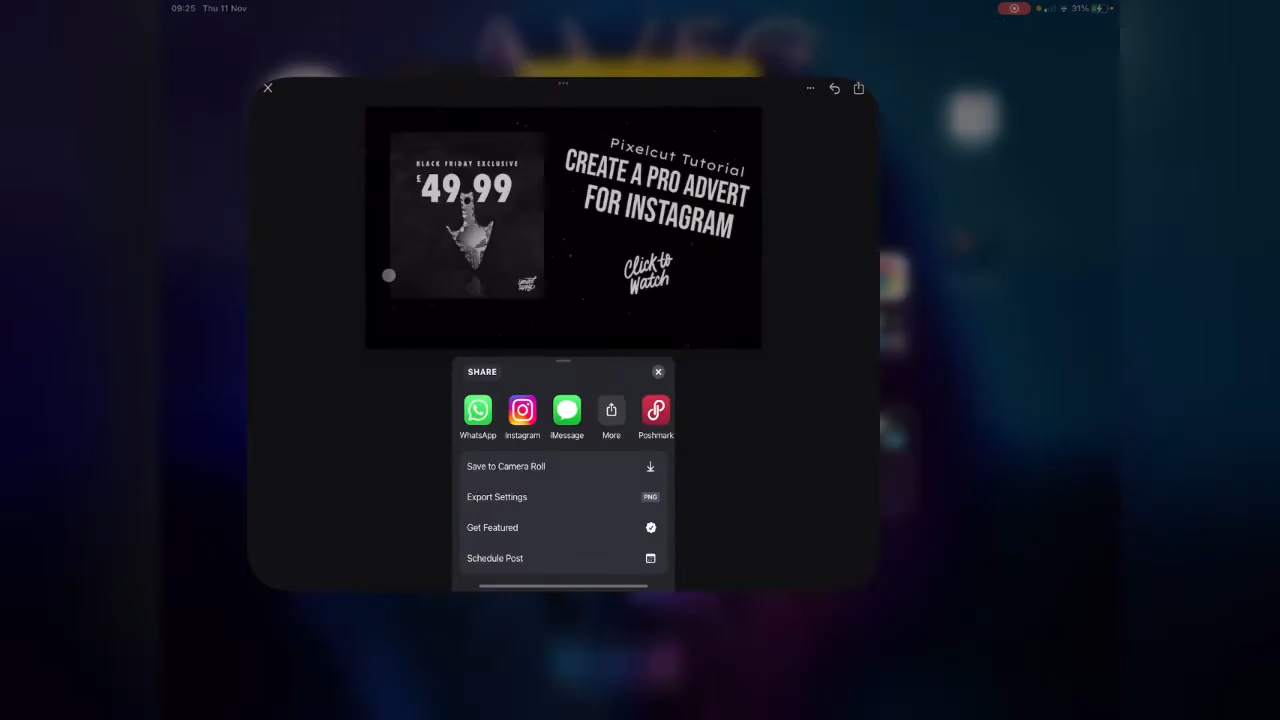 09:25 Thu 11 Nov
31%
BLACK FRIDAY EXCLUSIVE
£49.99
Pixelcut Tutorial
CREATE A PRO ADVERT
FOR INSTAGRAM
Click to
Watch
SHARE
WhatsApp Instagram iMessage More Poshmark
Save to Camera Roll
Export Settings PNG
Get Featured
Schedule Post